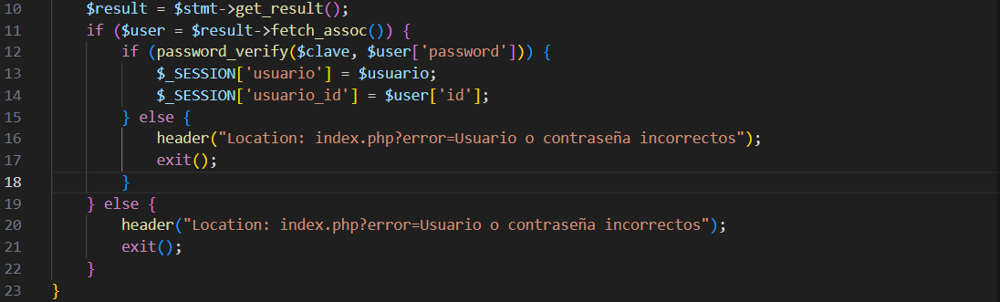 10 $result = $stmt->get_result();
11 if ($user = $result->fetch_assoc()) {
12 if (password_verify($clave, $user['password'])) {
13 $_SESSION['usuario'] = $usuario;
14 $_SESSION['usuario_id'] = $user['id'];
15 } else {
16 header("Location: index.php?error=Usuario o contraseña incorrectos");
17 exit();
18 }
19 } else {
20 header("Location: index.php?error=Usuario o contraseña incorrectos");
21 exit();
22 }
23 }